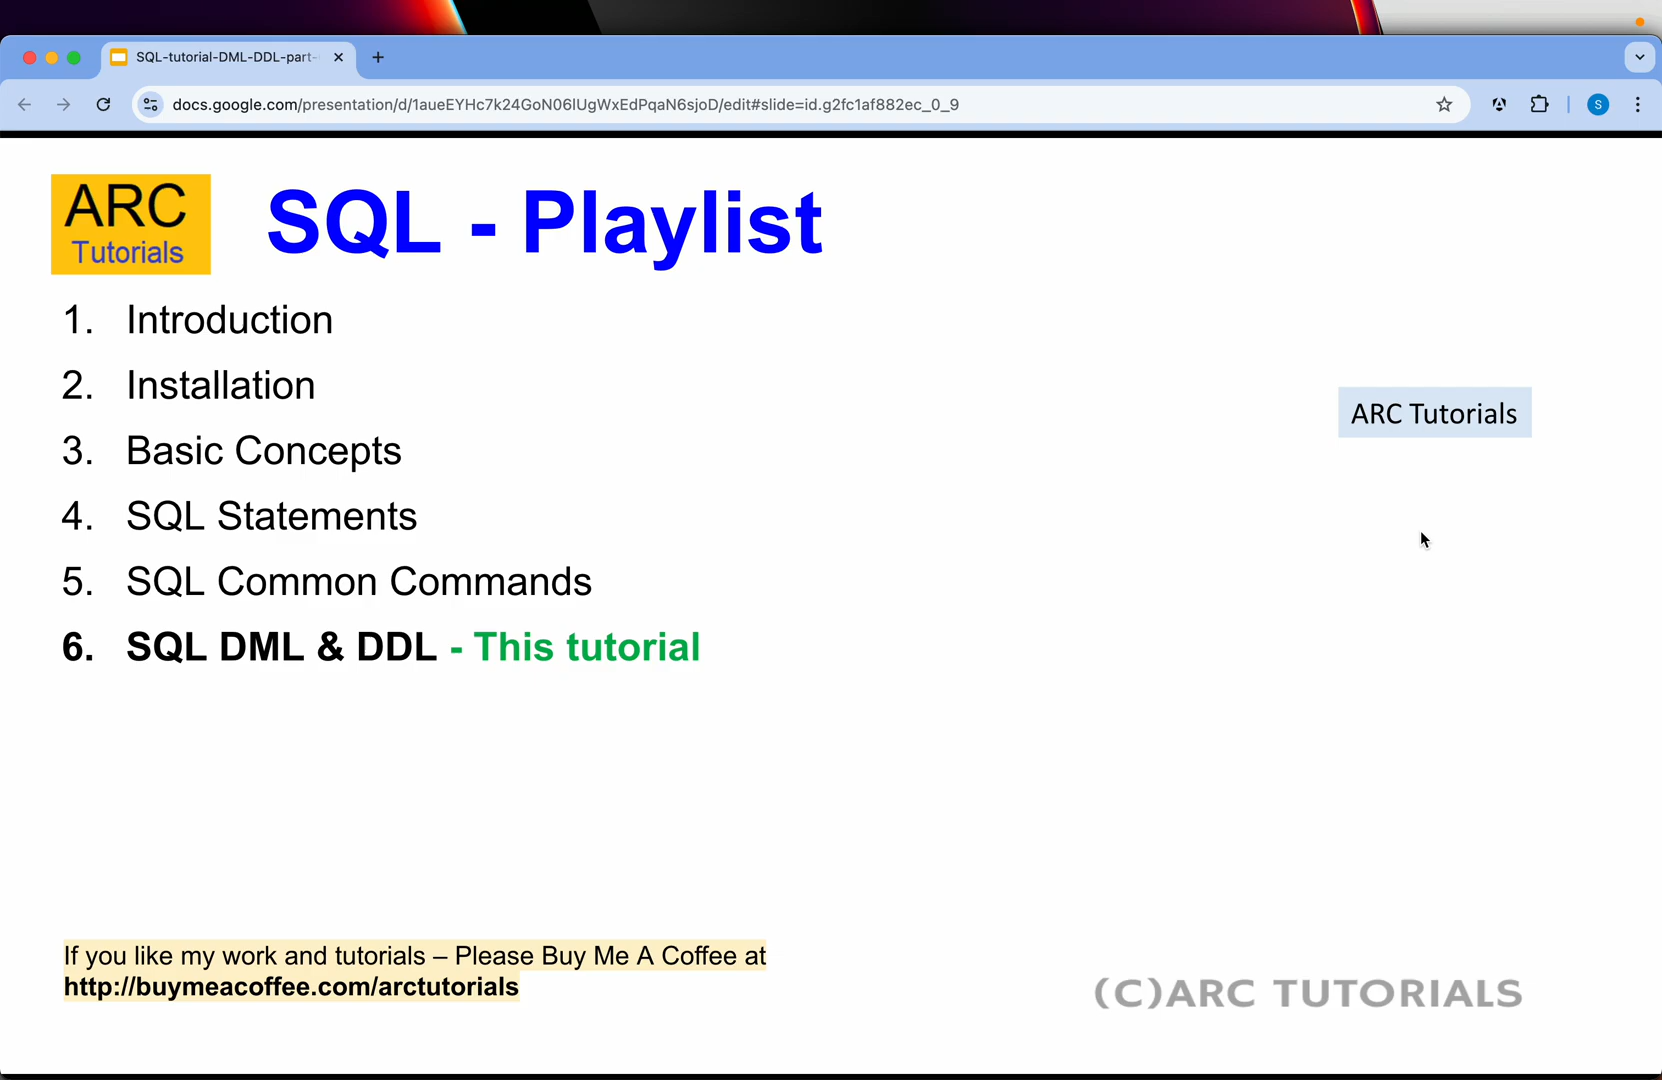 SQL-tutorial-DML-DDL-part-
docs.google.com/presentation/d/1aueEYHc7k24GoN06lUgWxEdPqaN6sjoD/edit#slide=id.g2fc1af882ec_0_9
S
ARC
Tutorials
SQL - Playlist
1. Introduction
2. Installation
3. Basic Concepts
4. SQL Statements
5. SQL Common Commands
6. SQL DML & DDL - This tutorial
ARC Tutorials
If you like my work and tutorials – Please Buy Me A Coffee at
http://buymeacoffee.com/arctutorials
(C)ARC TUTORIALS